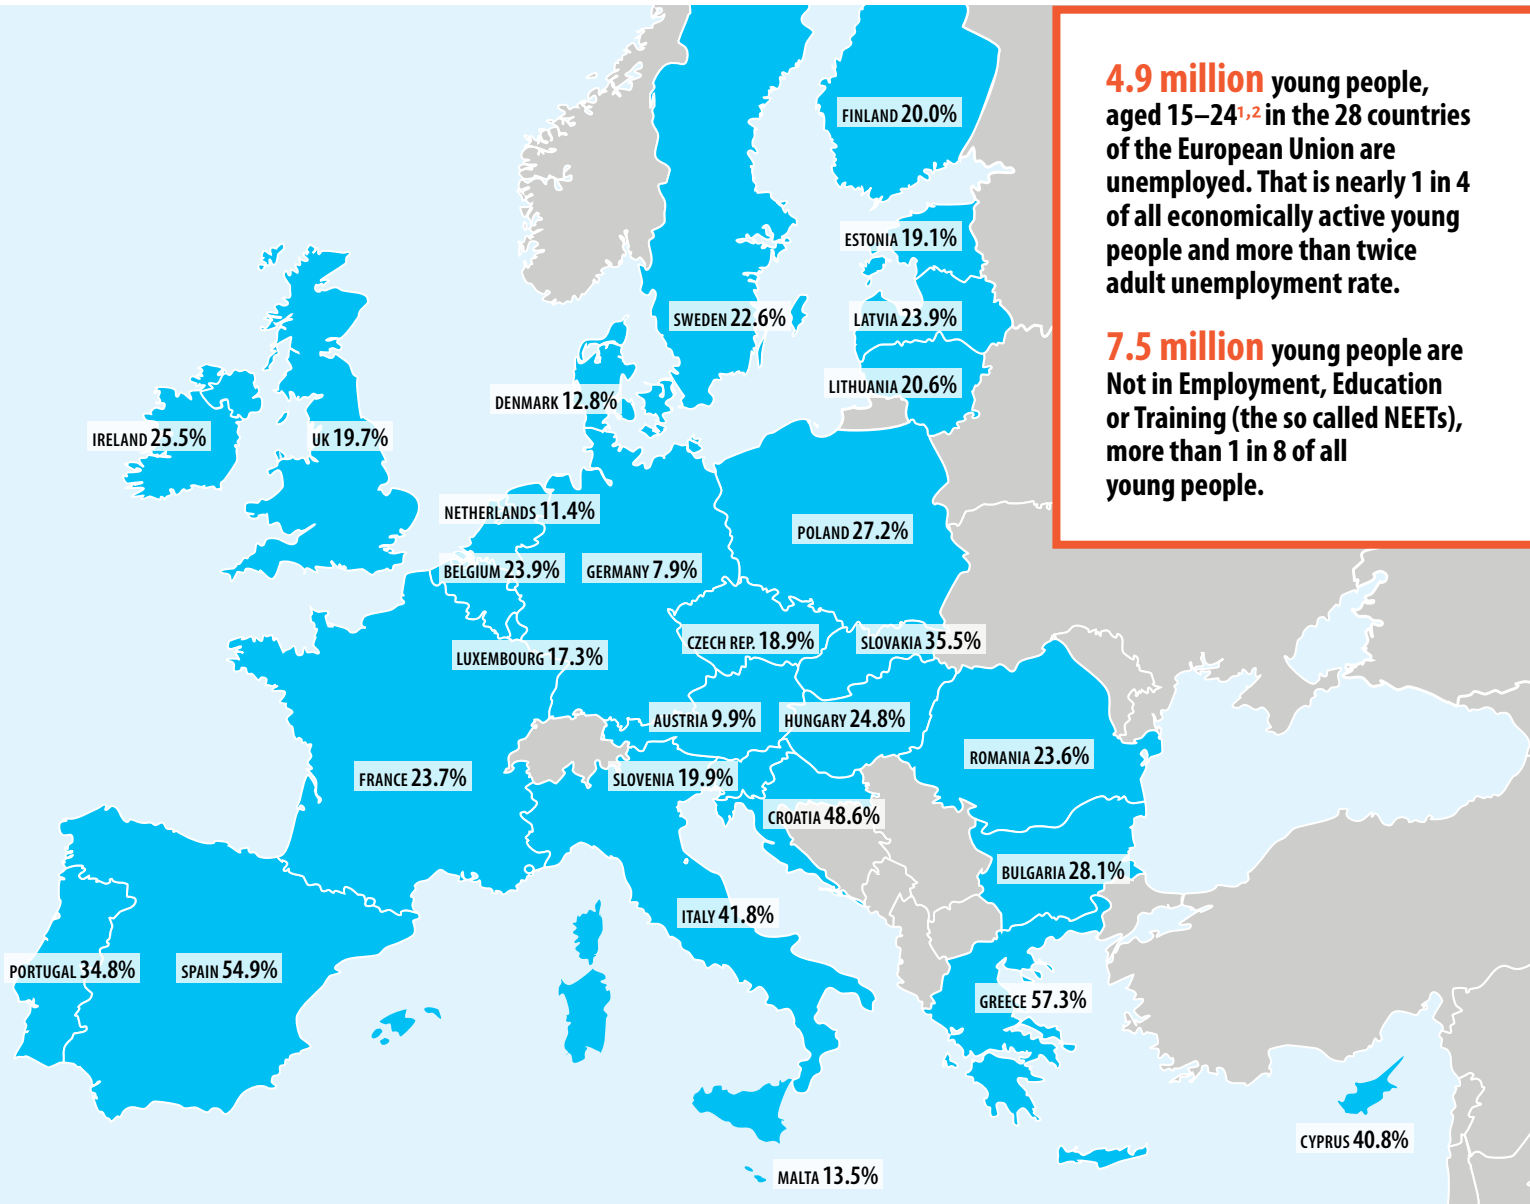 4.9 million young people,
aged 15–24¹,² in the 28 countries
of the European Union are
unemployed. That is nearly 1 in 4
of all economically active young
people and more than twice
adult unemployment rate.
7.5 million young people are
Not in Employment, Education
or Training (the so called NEETs),
more than 1 in 8 of all
young people.
FINLAND 20.0%
ESTONIA 19.1%
SWEDEN 22.6%
LATVIA 23.9%
LITHUANIA 20.6%
DENMARK 12.8%
IRELAND 25.5%
UK 19.7%
NETHERLANDS 11.4%
POLAND 27.2%
BELGIUM 23.9%
GERMANY 7.9%
CZECH REP. 18.9%
SLOVAKIA 35.5%
LUXEMBOURG 17.3%
AUSTRIA 9.9%
HUNGARY 24.8%
ROMANIA 23.6%
FRANCE 23.7%
SLOVENIA 19.9%
CROATIA 48.6%
BULGARIA 28.1%
ITALY 41.8%
PORTUGAL 34.8%
SPAIN 54.9%
GREECE 57.3%
CYPRUS 40.8%
MALTA 13.5%